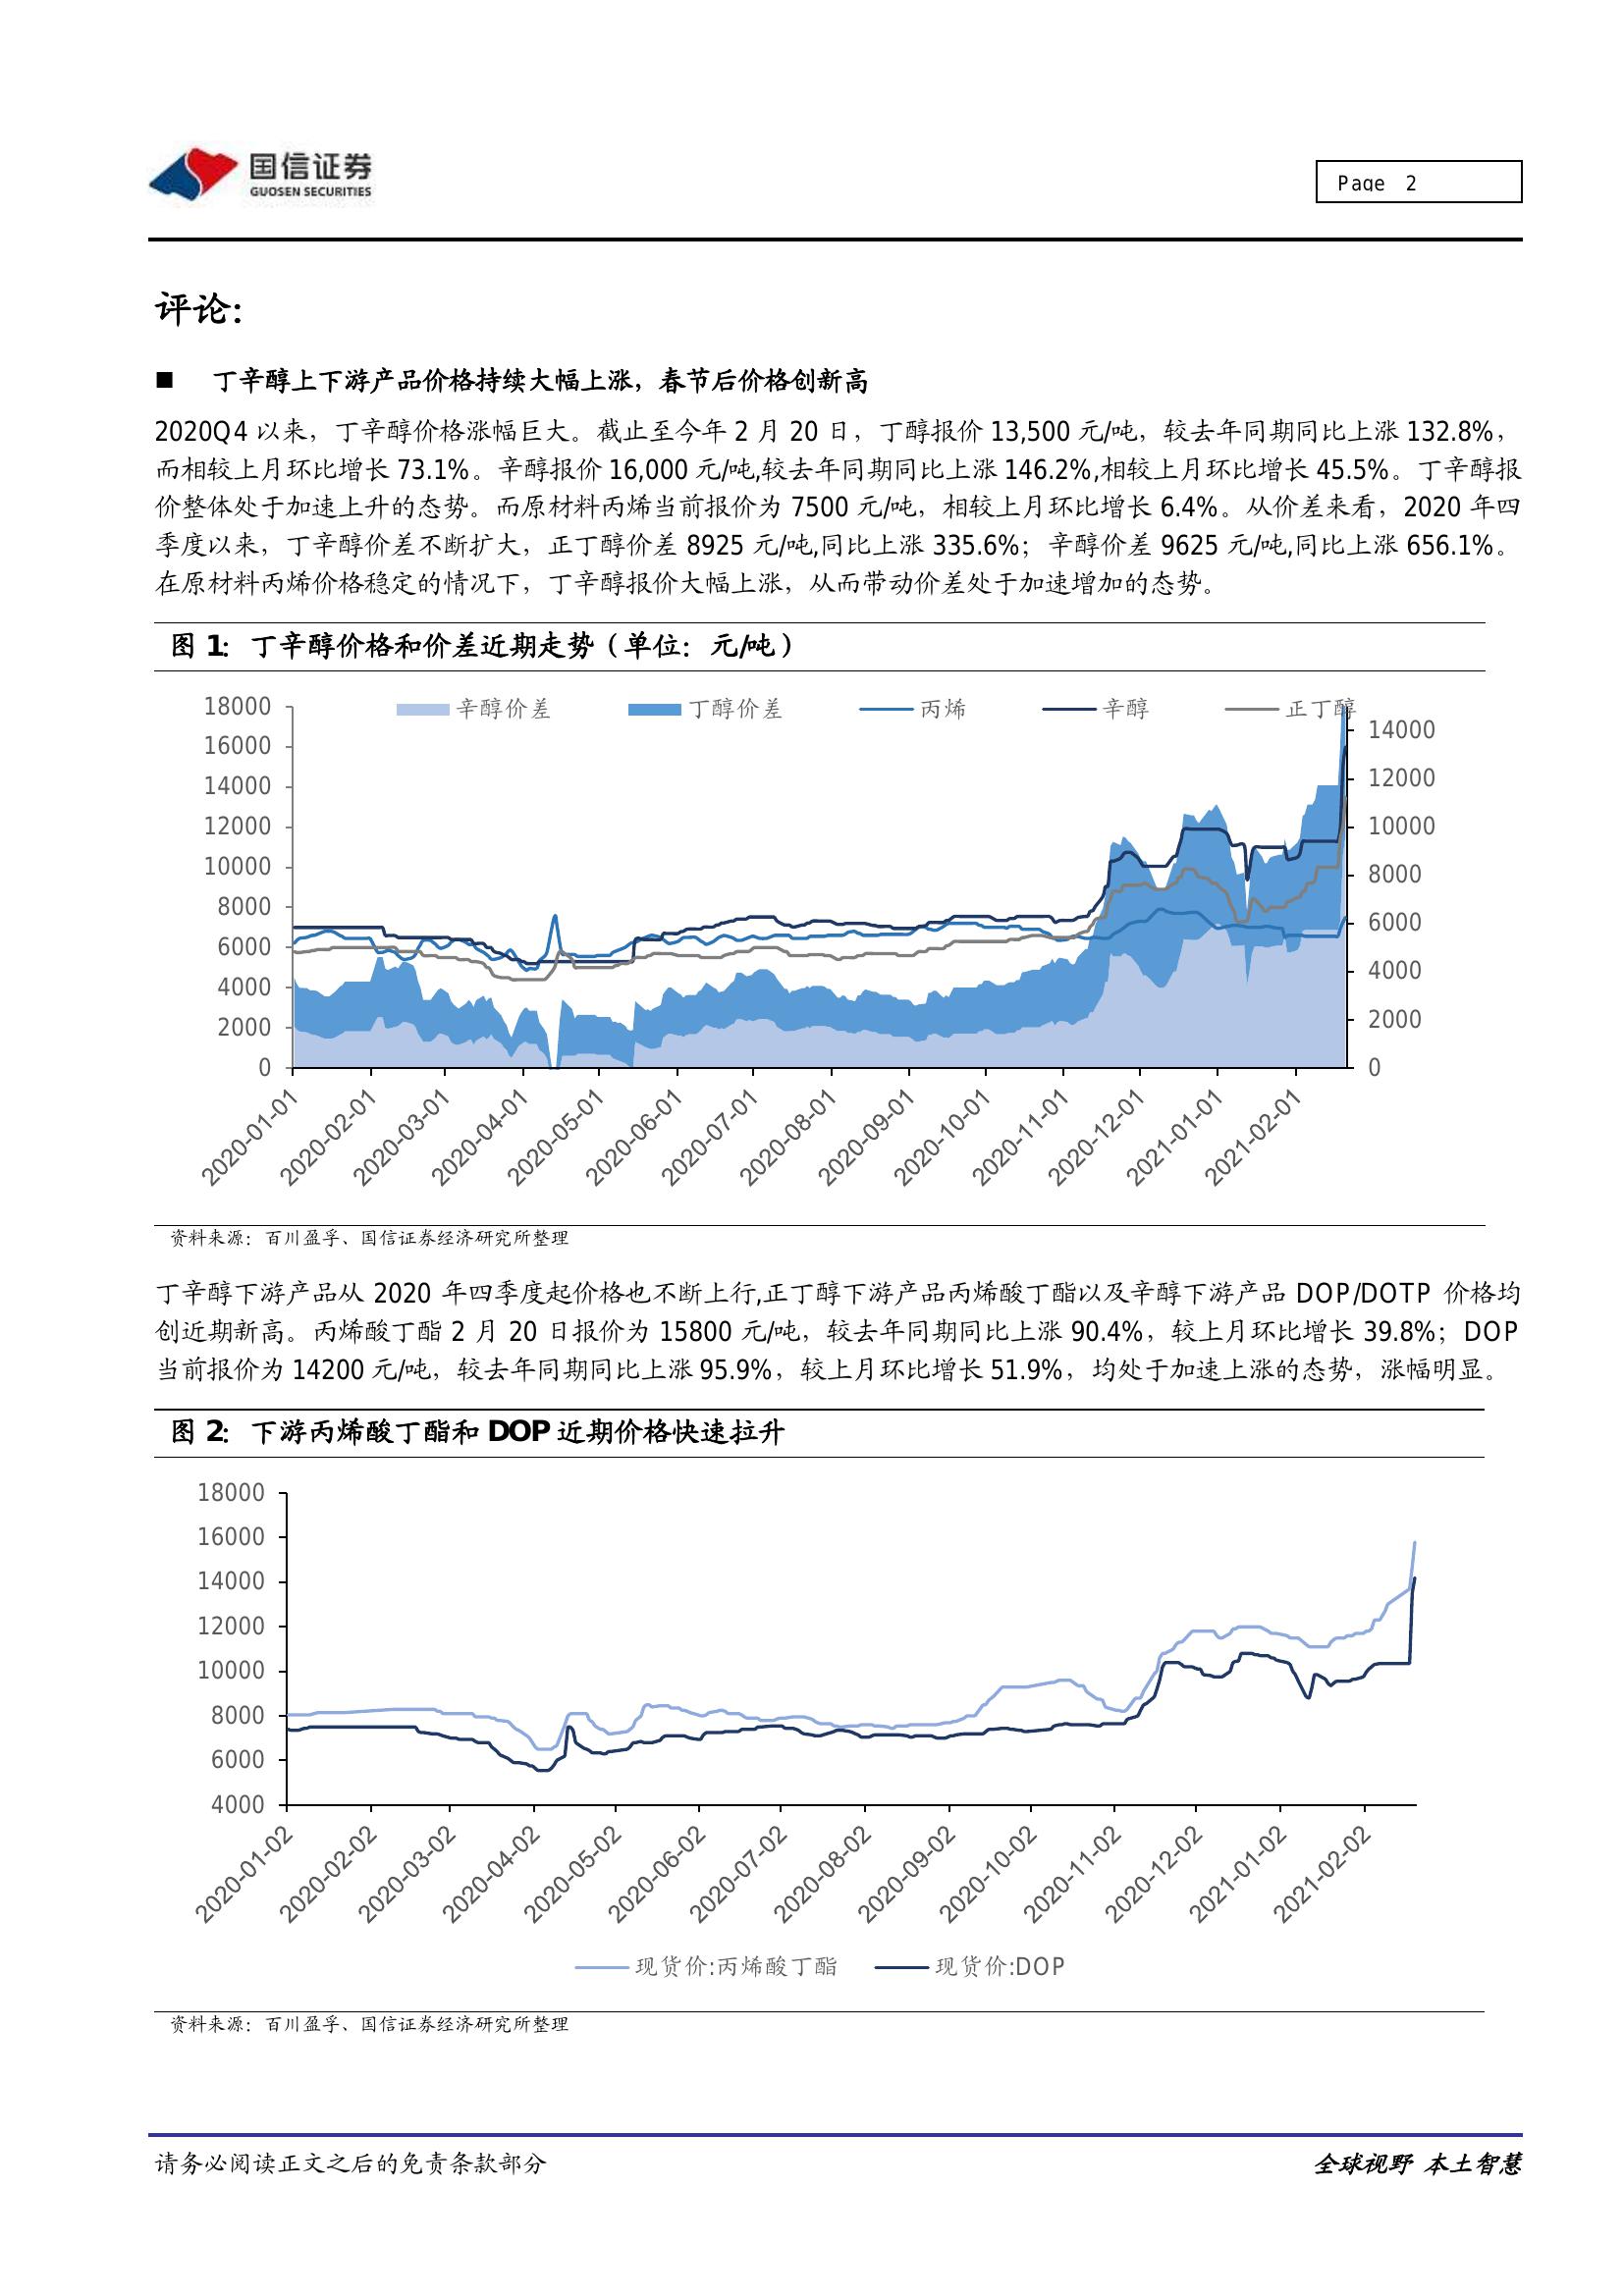 国信证券
GUOSEN SECURITIES
Page 2
评论：
■ 丁辛醇上下游产品价格持续大幅上涨，春节后价格创新高
2020Q4 以来，丁辛醇价格涨幅巨大。截止至今年 2 月 20 日，丁醇报价 13,500 元/吨，较去年同期同比上涨 132.8%，
而相较上月环比增长 73.1%。辛醇报价 16,000 元/吨,较去年同期同比上涨 146.2%,相较上月环比增长 45.5%。丁辛醇报
价整体处于加速上升的态势。而原材料丙烯当前报价为 7500 元/吨，相较上月环比增长 6.4%。从价差来看，2020 年四
季度以来，丁辛醇价差不断扩大，正丁醇价差 8925 元/吨,同比上涨 335.6%；辛醇价差 9625 元/吨,同比上涨 656.1%。
在原材料丙烯价格稳定的情况下，丁辛醇报价大幅上涨，从而带动价差处于加速增加的态势。
图 1：丁辛醇价格和价差近期走势（单位：元/吨）
辛醇价差 丁醇价差 丙烯 辛醇 正丁醇
18000
16000
14000
12000
10000
8000
6000
4000
2000
0
14000
12000
10000
8000
6000
4000
2000
0
2020-01-01 2020-02-01 2020-03-01 2020-04-01 2020-05-01 2020-06-01 2020-07-01 2020-08-01 2020-09-01 2020-10-01 2020-11-01 2020-12-01 2021-01-01 2021-02-01
资料来源：百川盈孚、国信证券经济研究所整理
丁辛醇下游产品从 2020 年四季度起价格也不断上行,正丁醇下游产品丙烯酸丁酯以及辛醇下游产品 DOP/DOTP 价格均
创近期新高。丙烯酸丁酯 2 月 20 日报价为 15800 元/吨，较去年同期同比上涨 90.4%，较上月环比增长 39.8%；DOP
当前报价为 14200 元/吨，较去年同期同比上涨 95.9%，较上月环比增长 51.9%，均处于加速上涨的态势，涨幅明显。
图 2：下游丙烯酸丁酯和 DOP 近期价格快速拉升
18000
16000
14000
12000
10000
8000
6000
4000
2020-01-02 2020-02-02 2020-03-02 2020-04-02 2020-05-02 2020-06-02 2020-07-02 2020-08-02 2020-09-02 2020-10-02 2020-11-02 2020-12-02 2021-01-02 2021-02-02
现货价:丙烯酸丁酯 现货价:DOP
资料来源：百川盈孚、国信证券经济研究所整理
请务必阅读正文之后的免责条款部分
全球视野 本土智慧